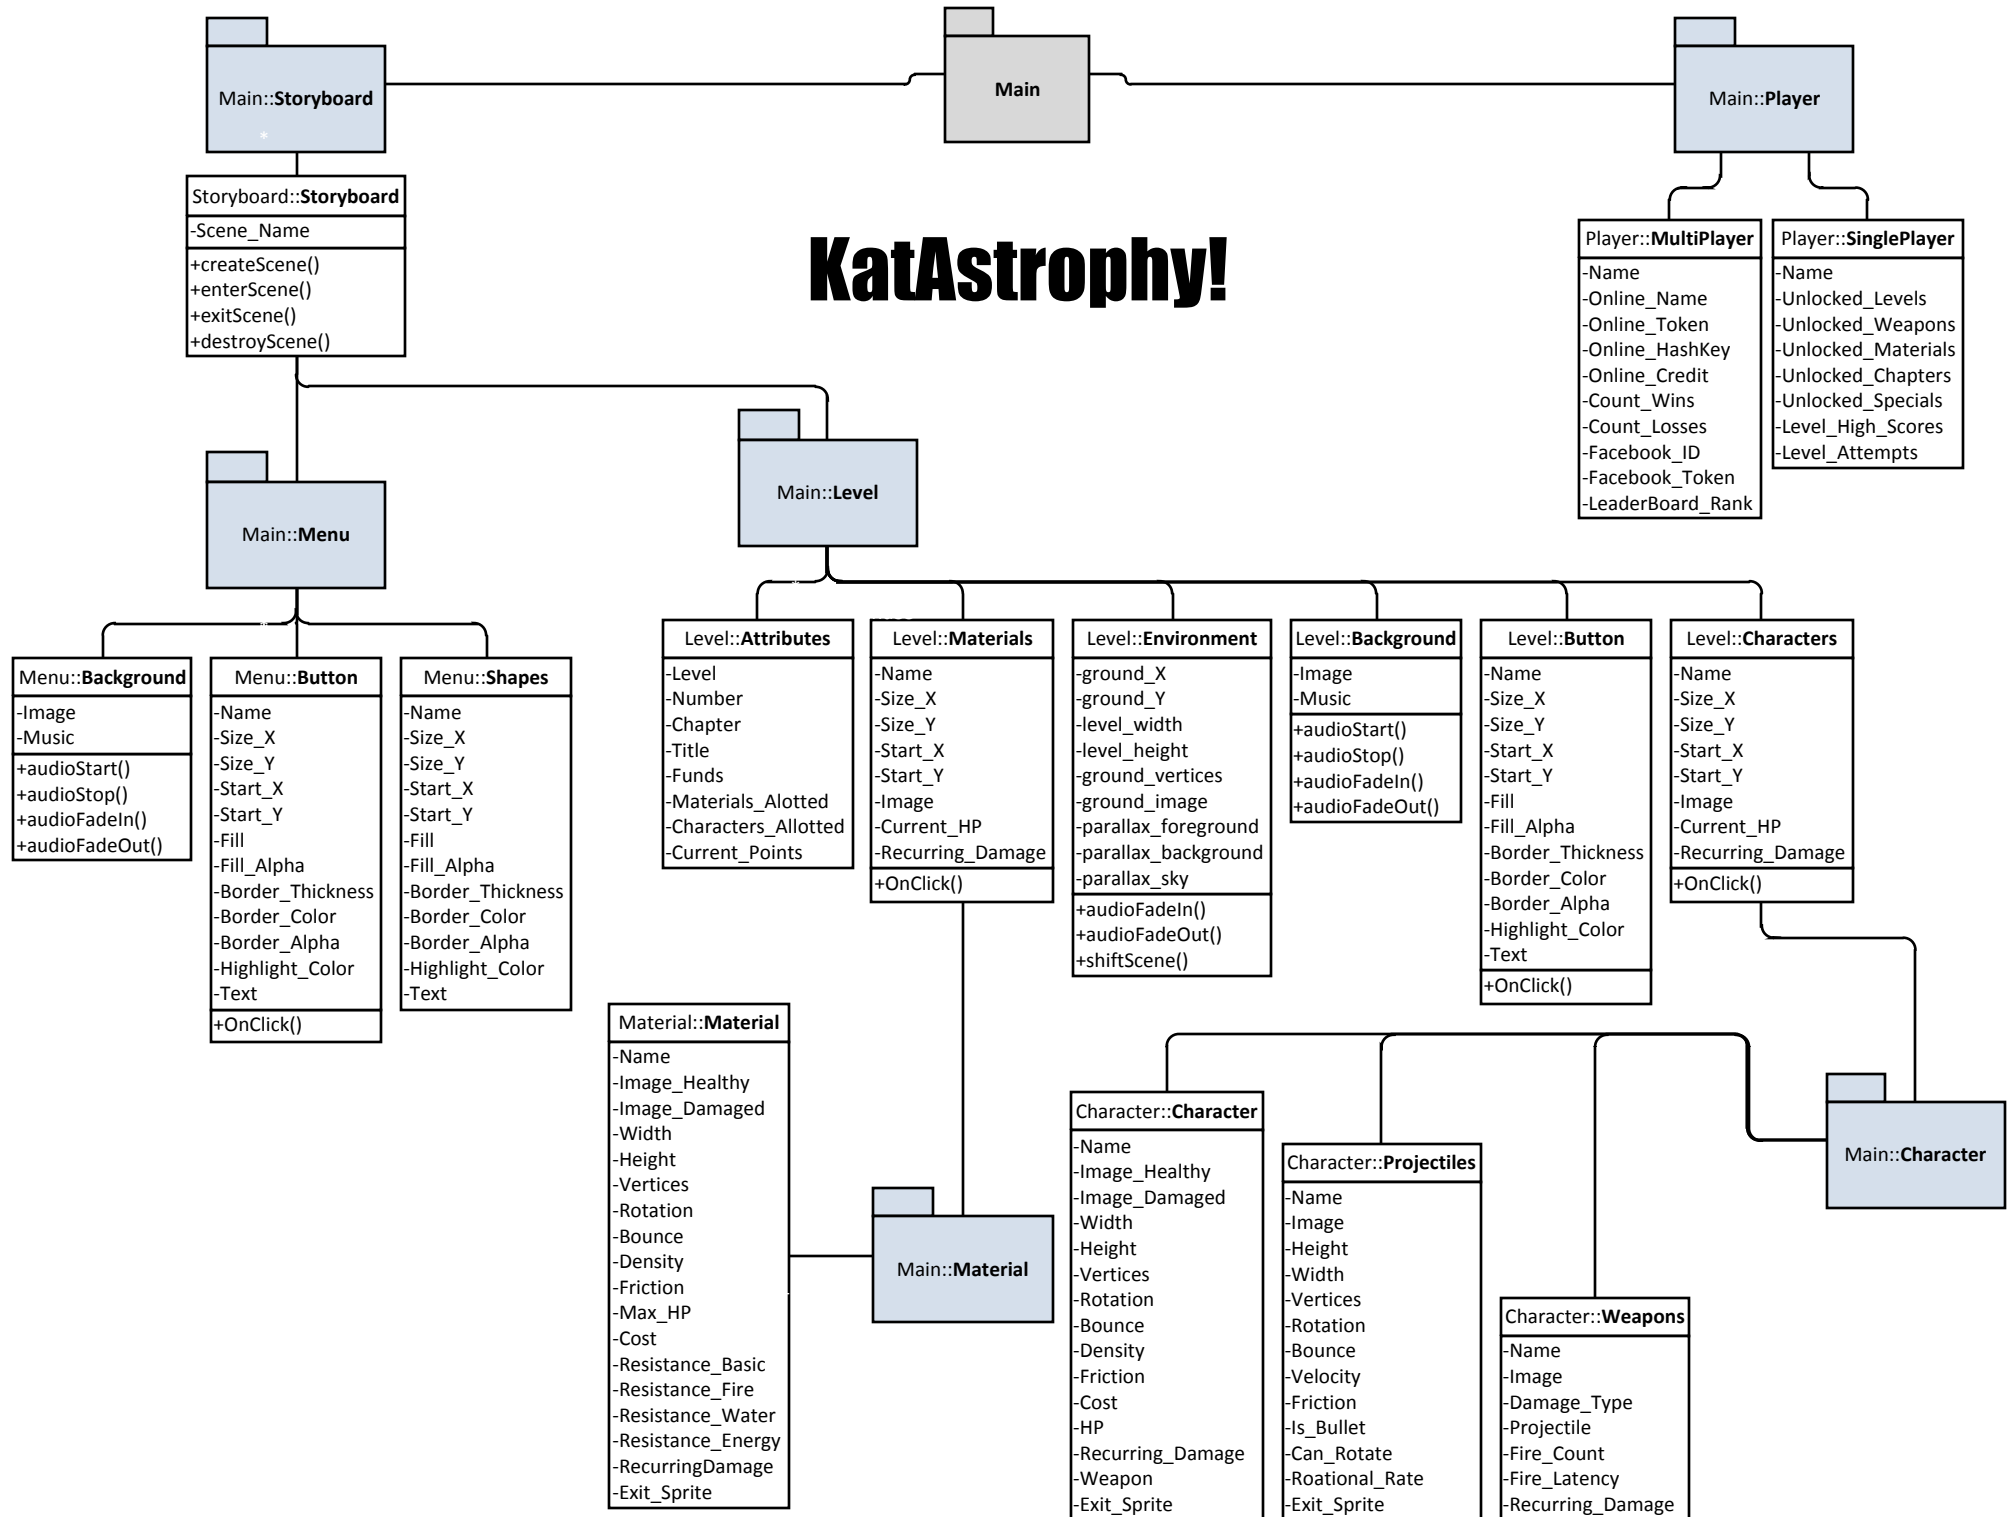 Main::Storyboard
Main
Main::Player
Storyboard::Storyboard
-Scene_Name
+createScene()
+enterScene()
+exitScene()
+destroyScene()
KatAstrophy!
Player::MultiPlayer
-Name
-Online_Name
-Online_Token
-Online_HashKey
-Online_Credit
-Count_Wins
-Count_Losses
-Facebook_ID
-Facebook_Token
-LeaderBoard_Rank
Player::SinglePlayer
-Name
-Unlocked_Levels
-Unlocked_Weapons
-Unlocked_Materials
-Unlocked_Chapters
-Unlocked_Specials
-Level_High_Scores
-Level_Attempts
Main::Menu
Main::Level
Menu::Background
-Image
-Music
+audioStart()
+audioStop()
+audioFadeIn()
+audioFadeOut()
Menu::Button
-Name
-Size_X
-Size_Y
-Start_X
-Start_Y
-Fill
-Fill_Alpha
-Border_Thickness
-Border_Color
-Border_Alpha
-Highlight_Color
-Text
+OnClick()
Menu::Shapes
-Name
-Size_X
-Size_Y
-Start_X
-Start_Y
-Fill
-Fill_Alpha
-Border_Thickness
-Border_Color
-Border_Alpha
-Highlight_Color
-Text
Level::Attributes
-Level
-Number
-Chapter
-Title
-Funds
-Materials_Alotted
-Characters_Allotted
-Current_Points
Level::Materials
-Name
-Size_X
-Size_Y
-Start_X
-Start_Y
-Image
-Current_HP
-Recurring_Damage
+OnClick()
Level::Environment
-ground_X
-ground_Y
-level_width
-level_height
-ground_vertices
-ground_image
-parallax_foreground
-parallax_background
-parallax_sky
+audioFadeIn()
+audioFadeOut()
+shiftScene()
Level::Background
-Image
-Music
+audioStart()
+audioStop()
+audioFadeIn()
+audioFadeOut()
Level::Button
-Name
-Size_X
-Size_Y
-Start_X
-Start_Y
-Fill
-Fill_Alpha
-Border_Thickness
-Border_Color
-Border_Alpha
-Highlight_Color
-Text
+OnClick()
Level::Characters
-Name
-Size_X
-Size_Y
-Start_X
-Start_Y
-Image
-Current_HP
-Recurring_Damage
+OnClick()
Material::Material
-Name
-Image_Healthy
-Image_Damaged
-Width
-Height
-Vertices
-Rotation
-Bounce
-Density
-Friction
-Max_HP
-Cost
-Resistance_Basic
-Resistance_Fire
-Resistance_Water
-Resistance_Energy
-RecurringDamage
-Exit_Sprite
Main::Material
Character::Character
-Name
-Image_Healthy
-Image_Damaged
-Width
-Height
-Vertices
-Rotation
-Bounce
-Density
-Friction
-Cost
-HP
-Recurring_Damage
-Weapon
-Exit_Sprite
Character::Projectiles
-Name
-Image
-Height
-Width
-Vertices
-Rotation
-Bounce
-Velocity
-Friction
-Is_Bullet
-Can_Rotate
-Roational_Rate
-Exit_Sprite
Character::Weapons
-Name
-Image
-Damage_Type
-Projectile
-Fire_Count
-Fire_Latency
-Recurring_Damage
Main::Character